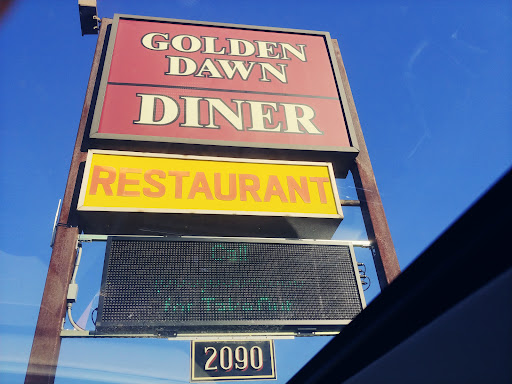 GOLDEN
DAWN
DINER
RESTAURANT
2090